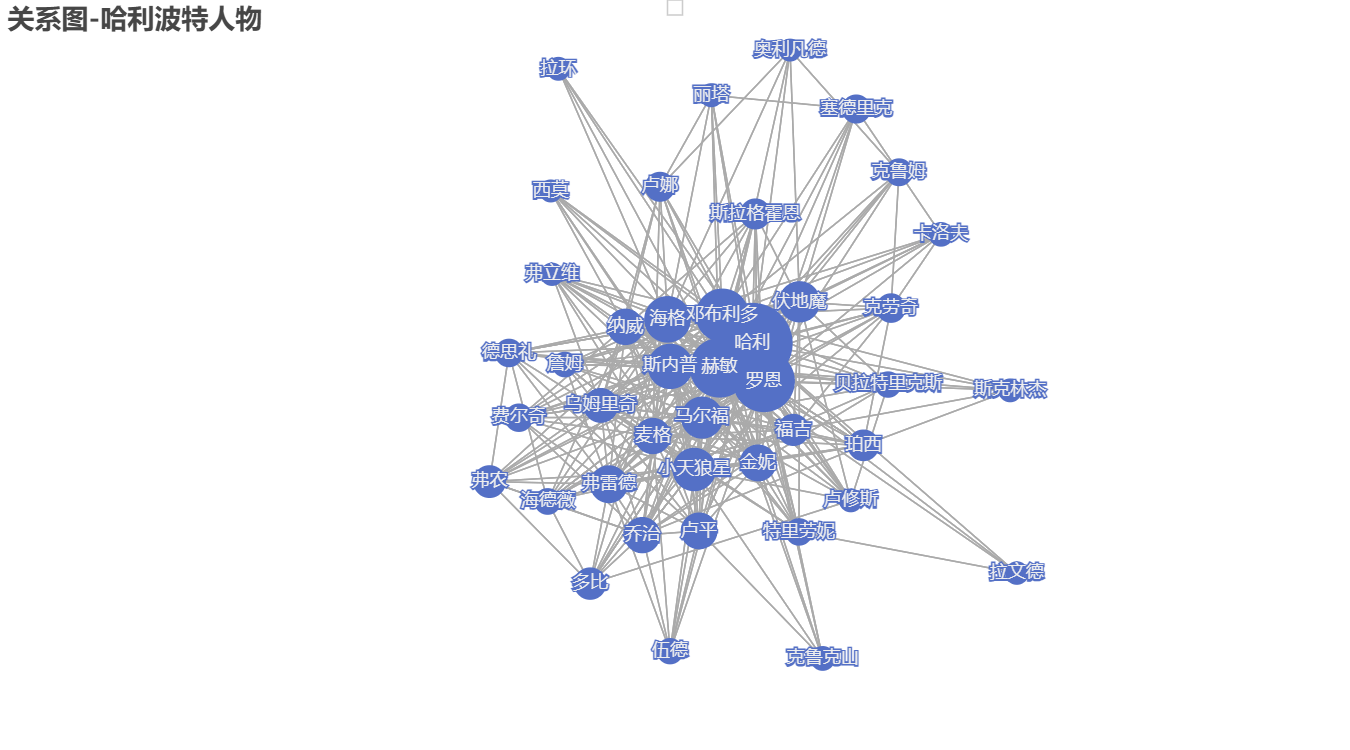 关系图-哈利波特人物
奥利凡德
拉环
丽塔
塞德里克
克鲁姆
卢娜
西莫
斯拉格霍恩
卡洛夫
弗立维
伏地魔
克劳奇
邓布利多
海格
纳威
哈利
德思礼
詹姆
斯内普
赫敏
罗恩
贝拉特里克斯
斯克林杰
乌姆里奇
费尔奇
马尔福
福吉
麦格
珀西
金妮
小天狼星
弗农
弗雷德
海德薇
卢修斯
乔治
卢平
特里劳妮
拉文德
多比
伍德
克鲁克山